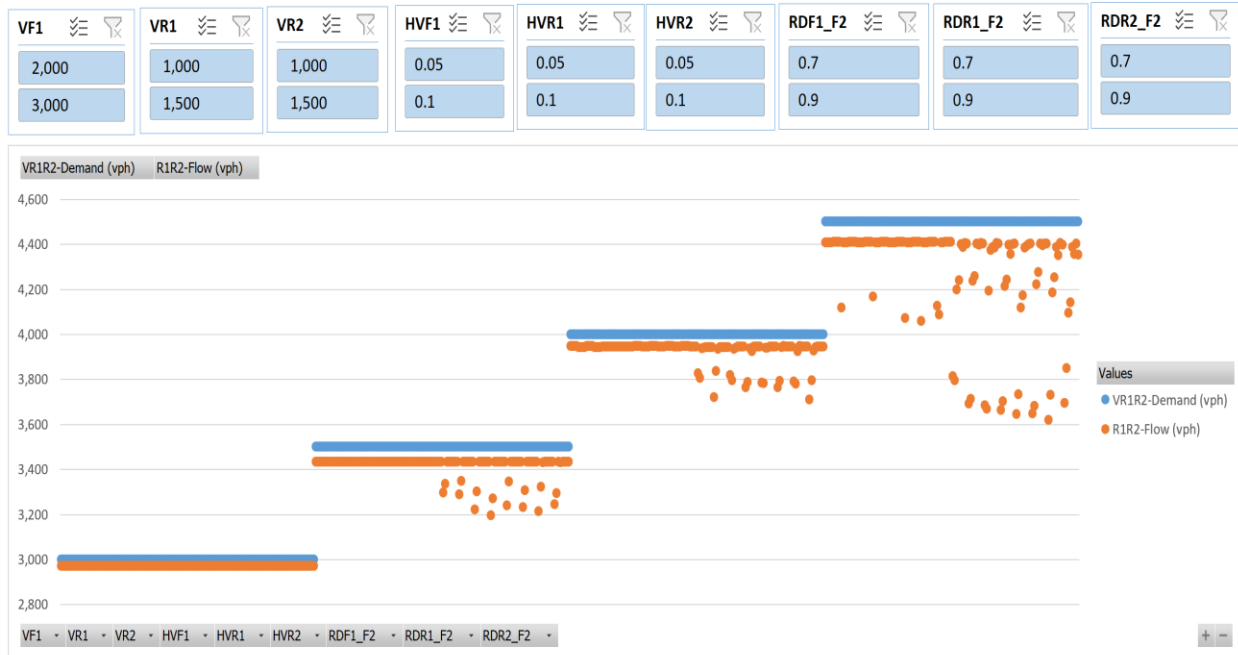 VF1 VR1 VR2 HVF1 HVR1 HVR2 RDF1_F2 RDR1_F2 RDR2_F2
2,000 1,000 1,000 0.05 0.05 0.05 0.7 0.7 0.7
3,000 1,500 1,500 0.1 0.1 0.1 0.9 0.9 0.9
VR1R2-Demand (vph) R1R2-Flow (vph)
4,600
4,400
4,200
4,000
3,800
3,600
3,400
3,200
3,000
2,800
Values
VR1R2-Demand (vph)
R1R2-Flow (vph)
VF1 VR1 VR2 HVF1 HVR1 HVR2 RDF1_F2 RDR1_F2 RDR2_F2
+ −